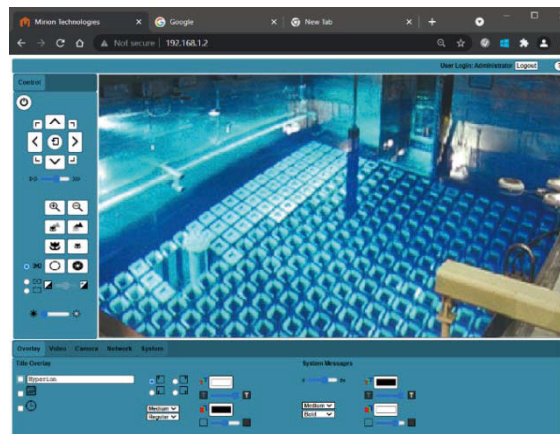 Mirion Technologies
Google
New Tab
Not secure | 192.168.1.2
User Login: Administrator Logout
Control
Overlay Video Camera Network System
Title Overlay
System Messages
Hyperion
Medium
Regular
Medium
Bold